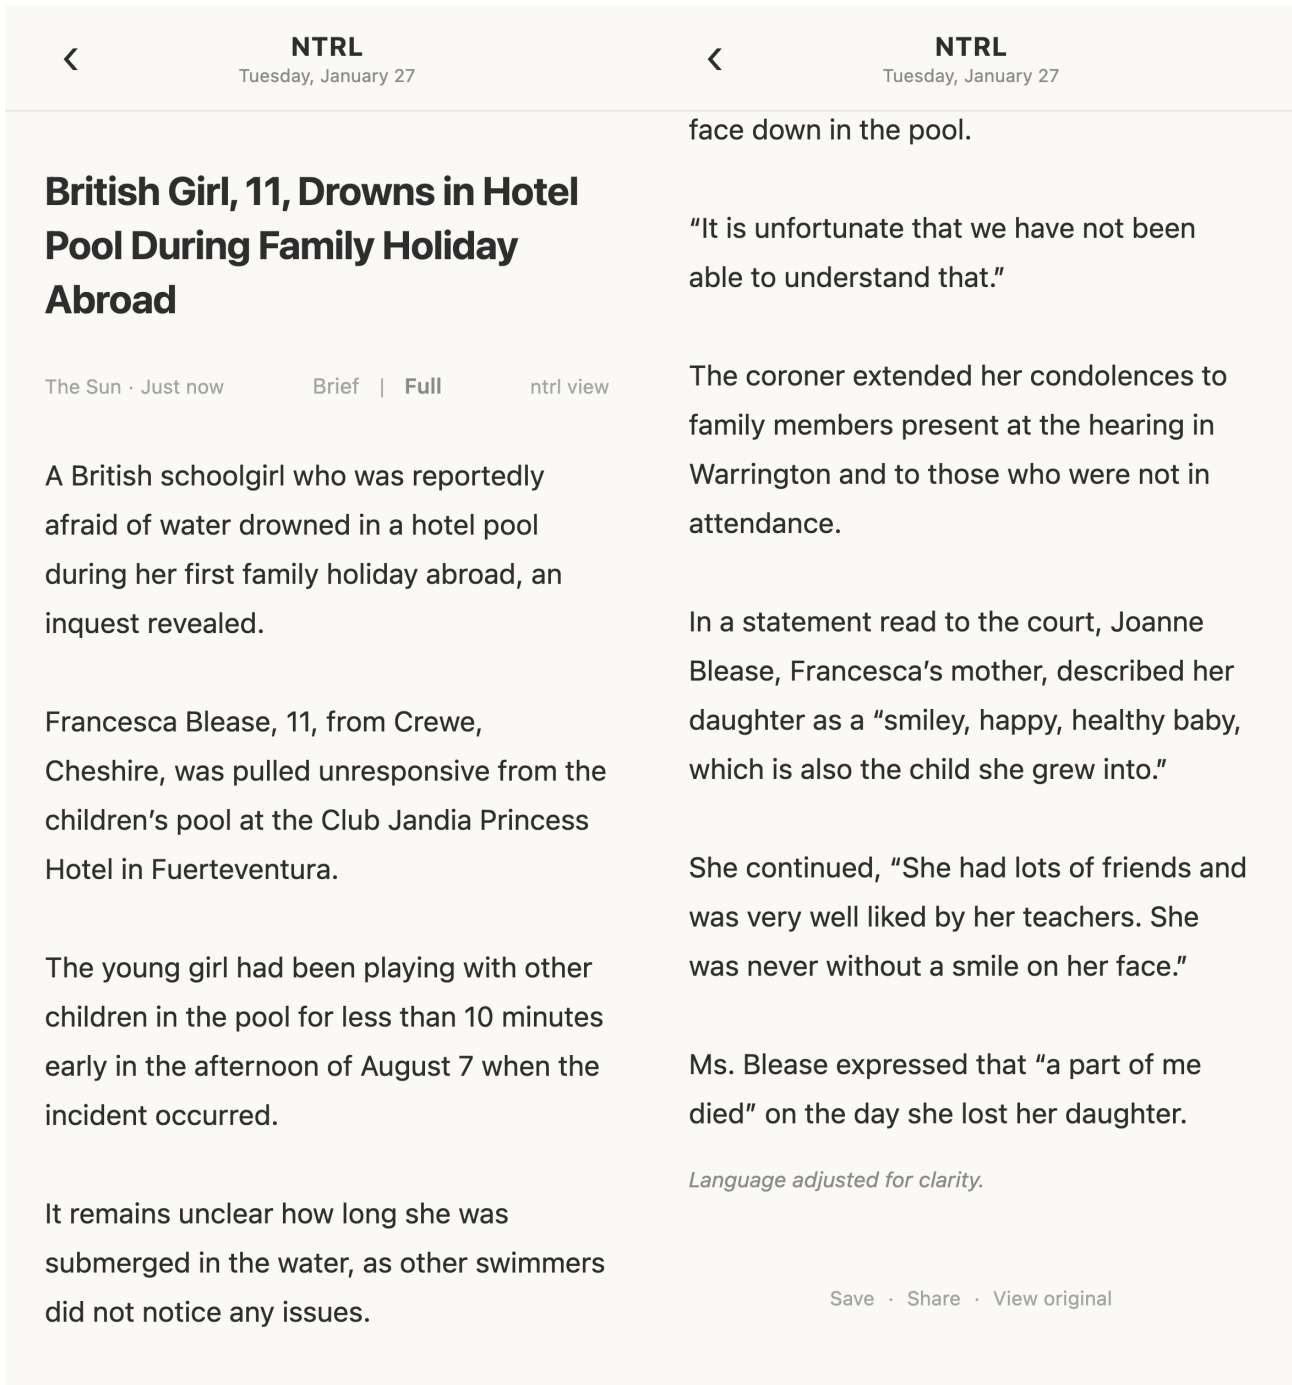 NTRL
Tuesday, January 27
British Girl, 11, Drowns in Hotel
Pool During Family Holiday
Abroad
The Sun · Just now
Brief | Full
ntrl view
A British schoolgirl who was reportedly
afraid of water drowned in a hotel pool
during her first family holiday abroad, an
inquest revealed.
Francesca Blease, 11, from Crewe,
Cheshire, was pulled unresponsive from the
children’s pool at the Club Jandia Princess
Hotel in Fuerteventura.
The young girl had been playing with other
children in the pool for less than 10 minutes
early in the afternoon of August 7 when the
incident occurred.
It remains unclear how long she was
submerged in the water, as other swimmers
did not notice any issues.
NTRL
Tuesday, January 27
face down in the pool.
“It is unfortunate that we have not been
able to understand that.”
The coroner extended her condolences to
family members present at the hearing in
Warrington and to those who were not in
attendance.
In a statement read to the court, Joanne
Blease, Francesca’s mother, described her
daughter as a “smiley, happy, healthy baby,
which is also the child she grew into.”
She continued, “She had lots of friends and
was very well liked by her teachers. She
was never without a smile on her face.”
Ms. Blease expressed that “a part of me
died” on the day she lost her daughter.
Language adjusted for clarity.
Save · Share · View original